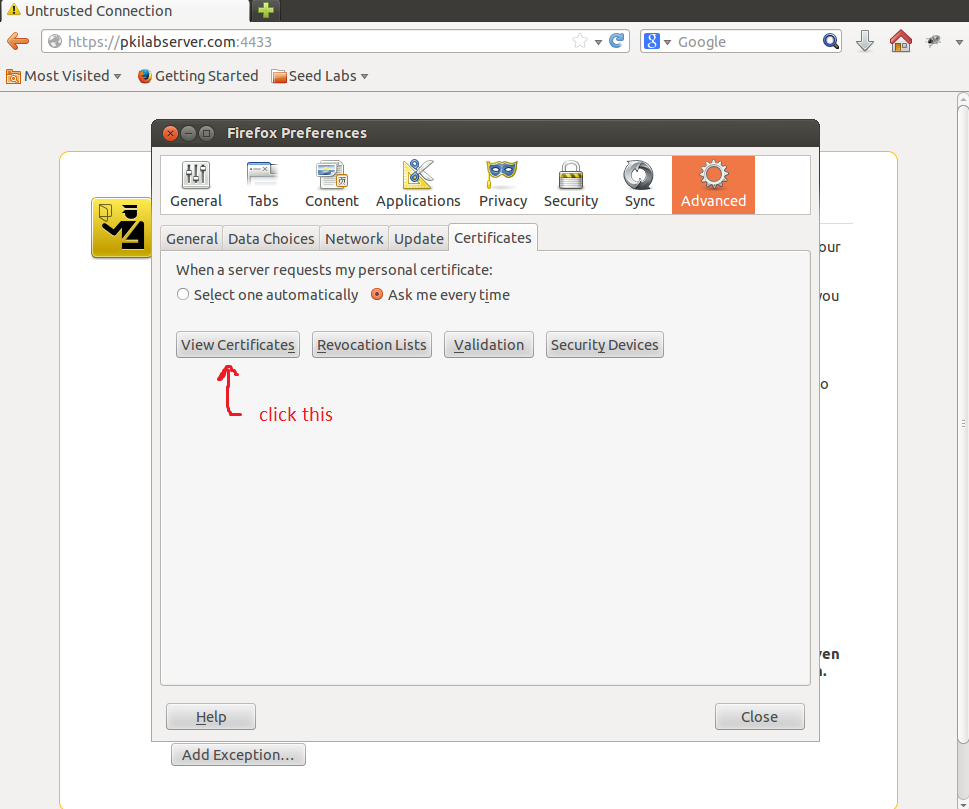 Untrusted Connection
https://pkilabserver.com:4433
Google
Most Visited Getting Started Seed Labs
Firefox Preferences
General Tabs Content Applications Privacy Security Sync Advanced
General Data Choices Network Update Certificates
our
When a server requests my personal certificate:
Select one automatically Ask me every time
you
View Certificates Revocation Lists Validation Security Devices
o
click this
ven
n.
Help Close
Add Exception...